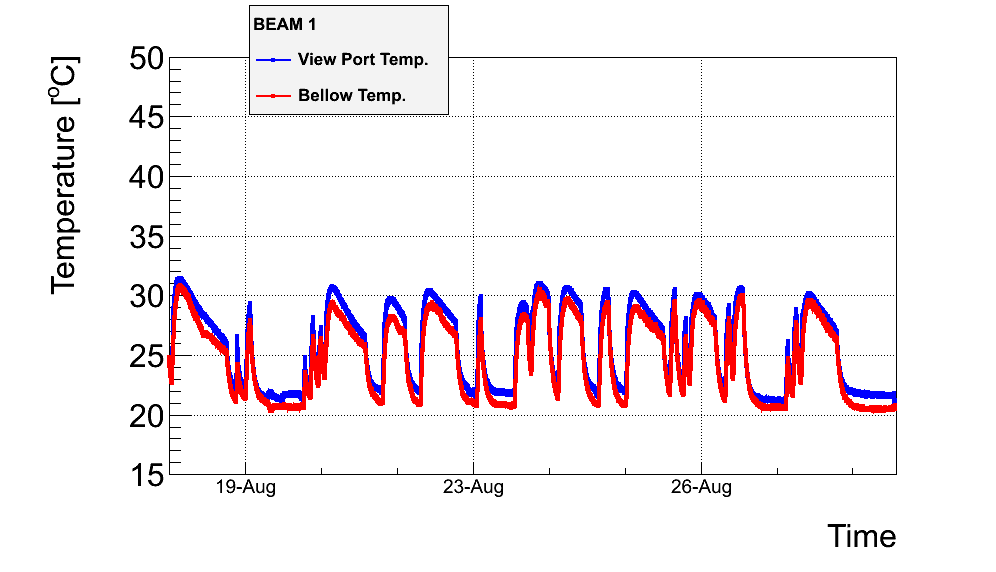 BEAM 1
View Port Temp.
Bellow Temp.
Temperature [°C]
50
45
40
35
30
25
20
15
19-Aug
23-Aug
26-Aug
Time